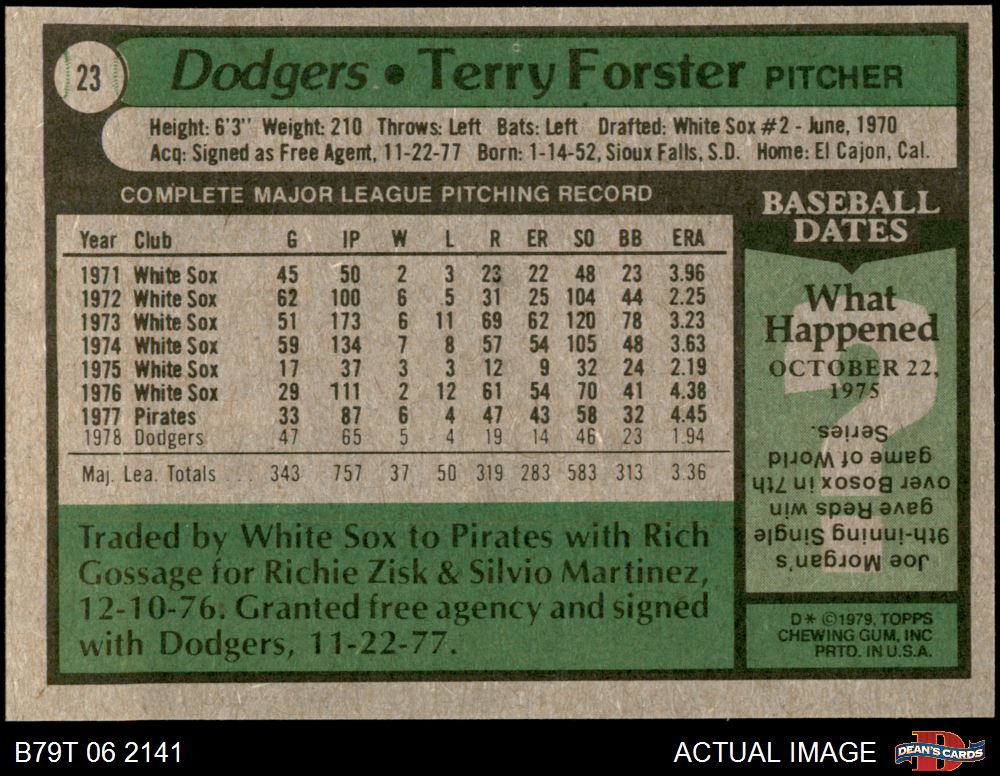 23
Dodgers • Terry Forster PITCHER
Height: 6'3" Weight: 210 Throws: Left Bats: Left Drafted: White Sox #2 - June, 1970
Acq: Signed as Free Agent, 11-22-77 Born: 1-14-52, Sioux Falls, S.D. Home: El Cajon, Cal.
COMPLETE MAJOR LEAGUE PITCHING RECORD
Year Club G IP W L R ER SO BB ERA
1971 White Sox 45 50 2 3 23 22 48 23 3.96
1972 White Sox 62 100 6 5 31 25 104 44 2.25
1973 White Sox 51 173 6 11 69 62 120 78 3.23
1974 White Sox 59 134 7 8 57 54 105 48 3.63
1975 White Sox 17 37 3 3 12 9 32 24 2.19
1976 White Sox 29 111 2 12 61 54 70 41 4.38
1977 Pirates 33 87 6 4 47 43 58 32 4.45
1978 Dodgers 47 65 5 4 19 14 46 23 1.94
Maj. Lea. Totals . . . 343 757 37 50 319 283 583 313 3.36
Traded by White Sox to Pirates with Rich
Gossage for Richie Zisk & Silvio Martinez,
12-10-76. Granted free agency and signed
with Dodgers, 11-22-77.
BASEBALL
DATES
What
Happened
OCTOBER 22,
1975
Joe Morgan's
9th-inning Single
gave Reds win
over Bosox in 7th
game of World
Series.
D* ©1979, TOPPS
CHEWING GUM, INC
PRTD. IN U.S.A.
B79T 06 2141
ACTUAL IMAGE
DEAN'S CARDS